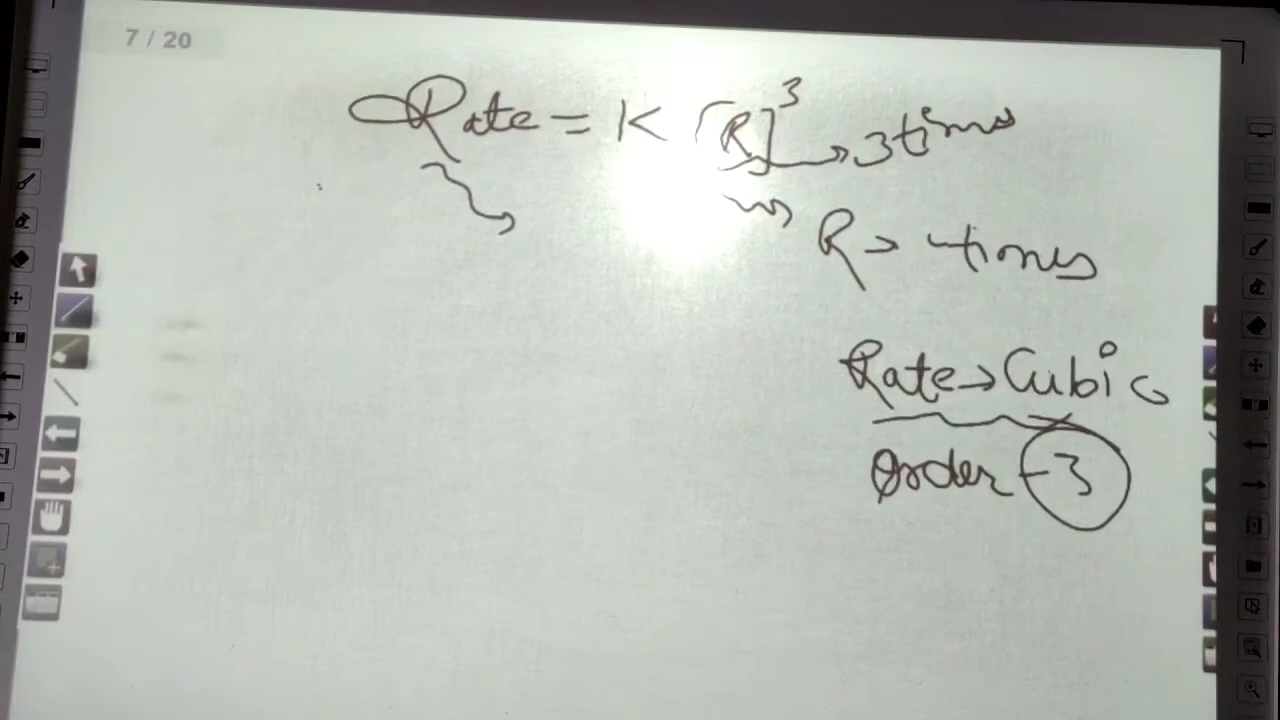 7 / 20
Rate = K [R]³ → 3 times
R → times
Rate → Cubic
Order - 3